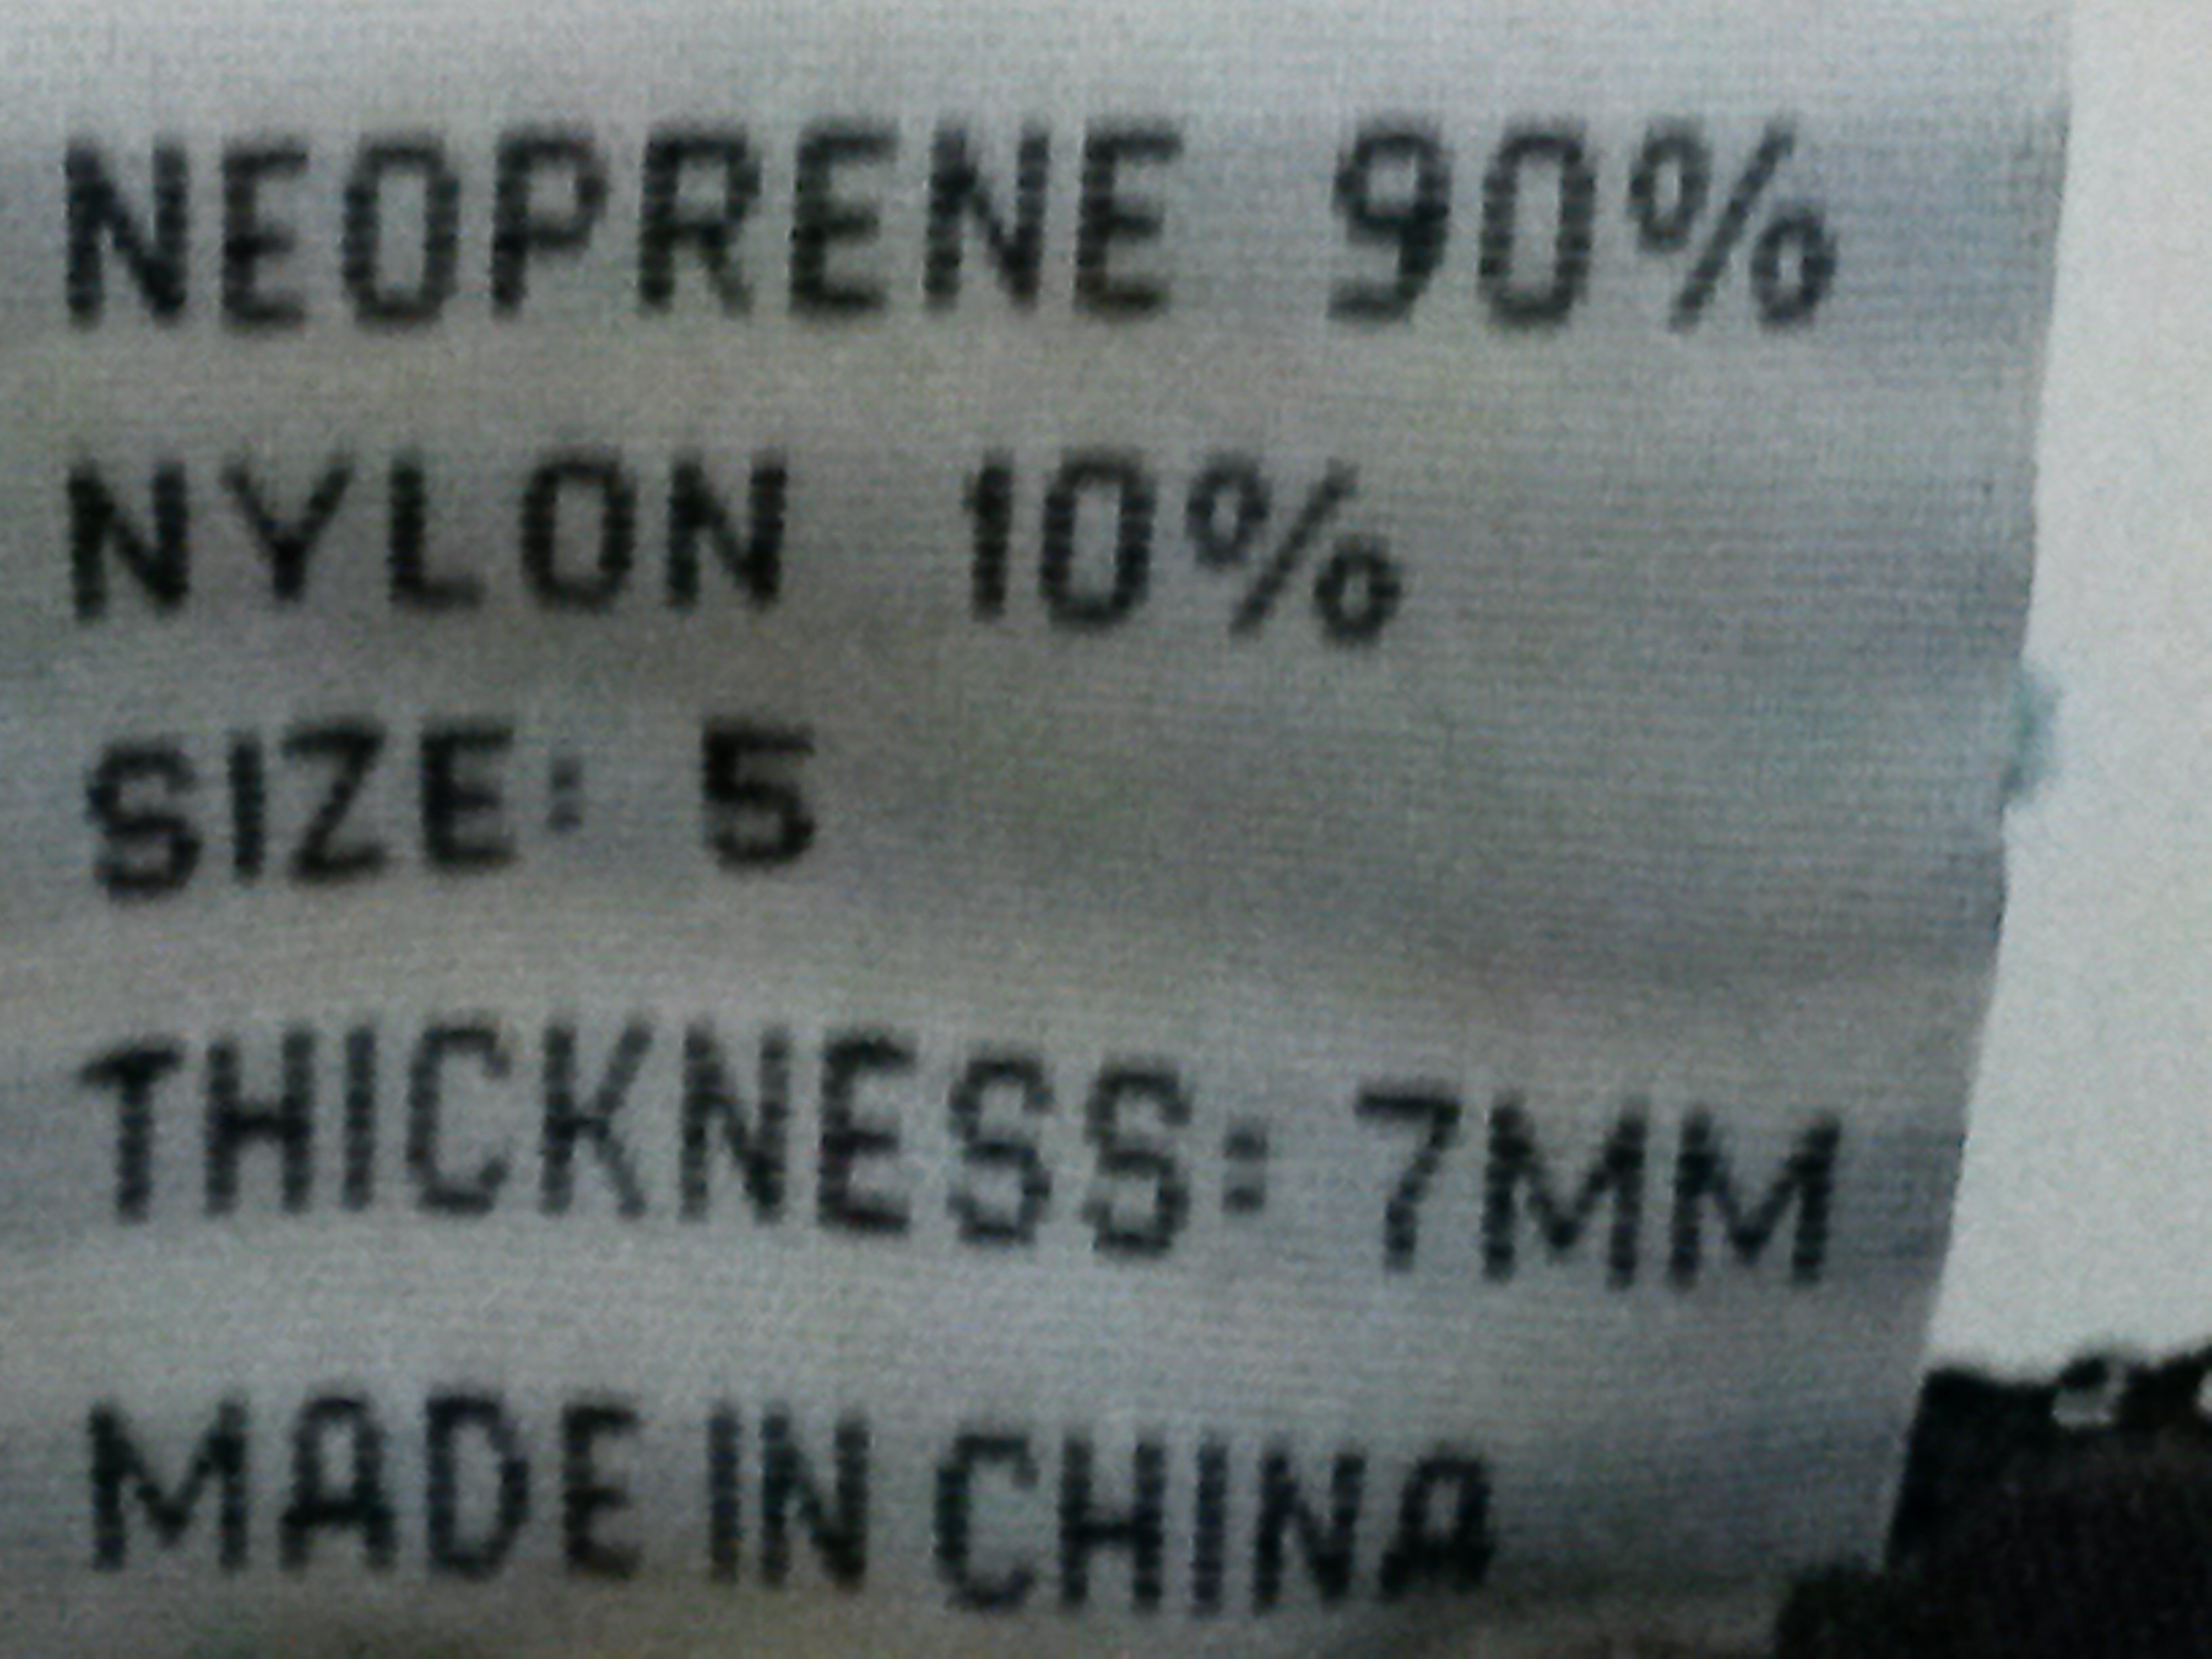 NEOPRENE 90%
NYLON 10%
SIZE: 5
THICKNESS: 7MM
MADE IN CHINA